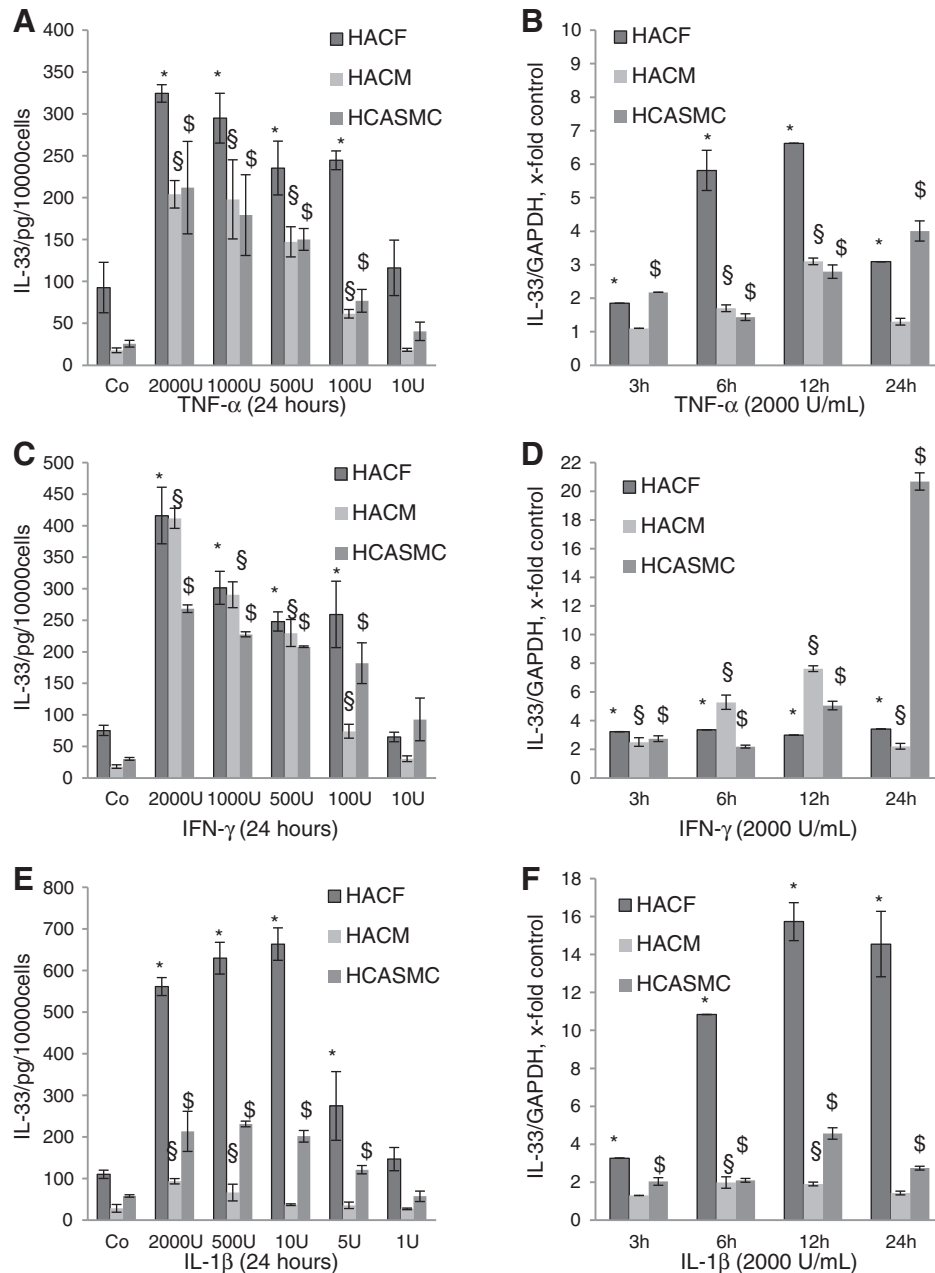 A
IL-33/pg/10000cells
400
350
300
250
200
150
100
50
0
HACF
HACM
HCASMC
* § $ * § $ * § $ * § $
Co 2000U 1000U 500U 100U 10U
TNF-α (24 hours)
B
IL-33/GAPDH, x-fold control
10
9
8
7
6
5
4
3
2
1
0
HACF
HACM
HCASMC
* $ * § $ * § $ * $
3h 6h 12h 24h
TNF-α (2000 U/mL)
C
IL-33/pg/10000cells
500
450
400
350
300
250
200
150
100
50
0
HACF
HACM
HCASMC
* § $ * § $ * § $ * § $
Co 2000U 1000U 500U 100U 10U
IFN-γ (24 hours)
D
IL-33/GAPDH, x-fold control
22
20
18
16
14
12
10
8
6
4
2
0
HACF
HACM
HCASMC
* § $ * § $ * § $ * § $
3h 6h 12h 24h
IFN-γ (2000 U/mL)
E
IL-33/pg/10000cells
800
700
600
500
400
300
200
100
0
HACF
HACM
HCASMC
* § $ * § $ * $ * $
Co 2000U 500U 10U 5U 1U
IL-1β (24 hours)
F
IL-33/GAPDH, x-fold control
18
16
14
12
10
8
6
4
2
0
HACF
HACM
HCASMC
* $ * § $ * § $ * $
3h 6h 12h 24h
IL-1β (2000 U/mL)